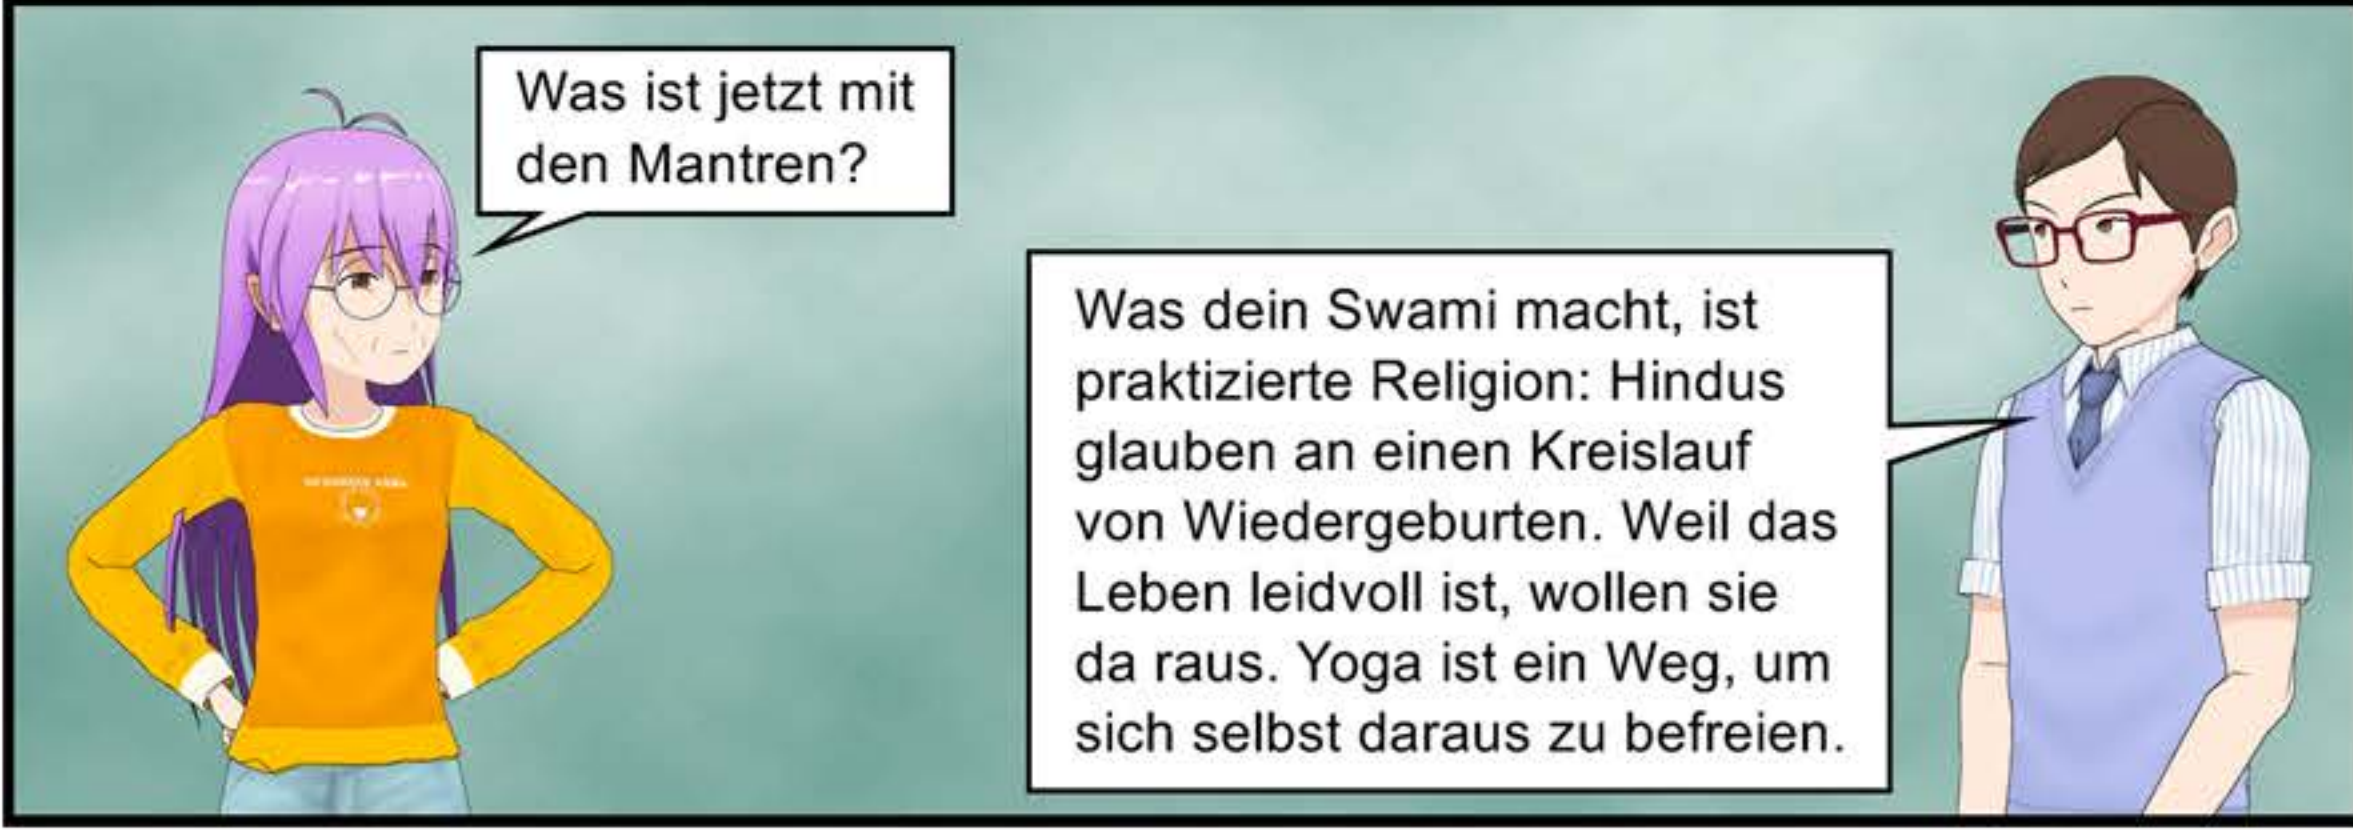 Was ist jetzt mit
den Mantren?
Was dein Swami macht, ist
praktizierte Religion: Hindus
glauben an einen Kreislauf
von Wiedergeburten. Weil das
Leben leidvoll ist, wollen sie
da raus. Yoga ist ein Weg, um
sich selbst daraus zu befreien.